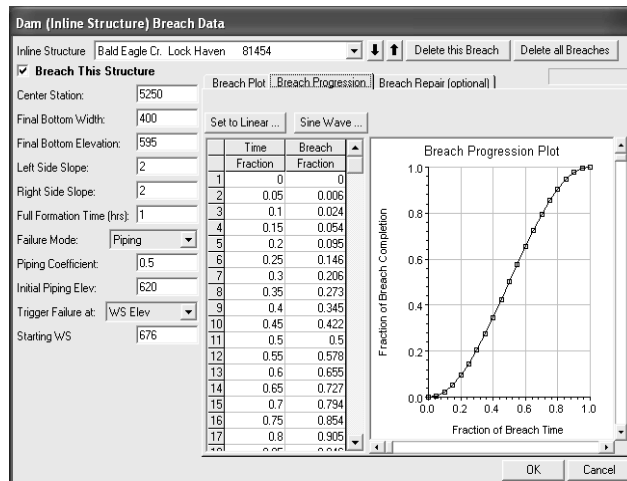 Dam (Inline Structure) Breach Data
Inline Structure Bald Eagle Cr. Lock Haven 81454 Delete this Breach Delete all Breaches
Breach This Structure
Center Station: 5250
Final Bottom Width: 400
Final Bottom Elevation: 595
Left Side Slope: 2
Right Side Slope: 2
Full Formation Time (hrs): 1
Failure Mode: Piping
Piping Coefficient: 0.5
Initial Piping Elev: 620
Trigger Failure at: WS Elev
Starting WS 676
Breach Plot Breach Progression Breach Repair (optional)
Set to Linear ... Sine Wave ...
Time Breach
Fraction Fraction
1 0 0
2 0.05 0.006
3 0.1 0.024
4 0.15 0.054
5 0.2 0.095
6 0.25 0.146
7 0.3 0.206
8 0.35 0.273
9 0.4 0.345
10 0.45 0.422
11 0.5 0.5
12 0.55 0.578
13 0.6 0.655
14 0.65 0.727
15 0.7 0.794
16 0.75 0.854
17 0.8 0.905
Breach Progression Plot
Fraction of Breach Completion
1.0
0.8
0.6
0.4
0.2
0.0
0.0 0.2 0.4 0.6 0.8 1.0
Fraction of Breach Time
OK Cancel